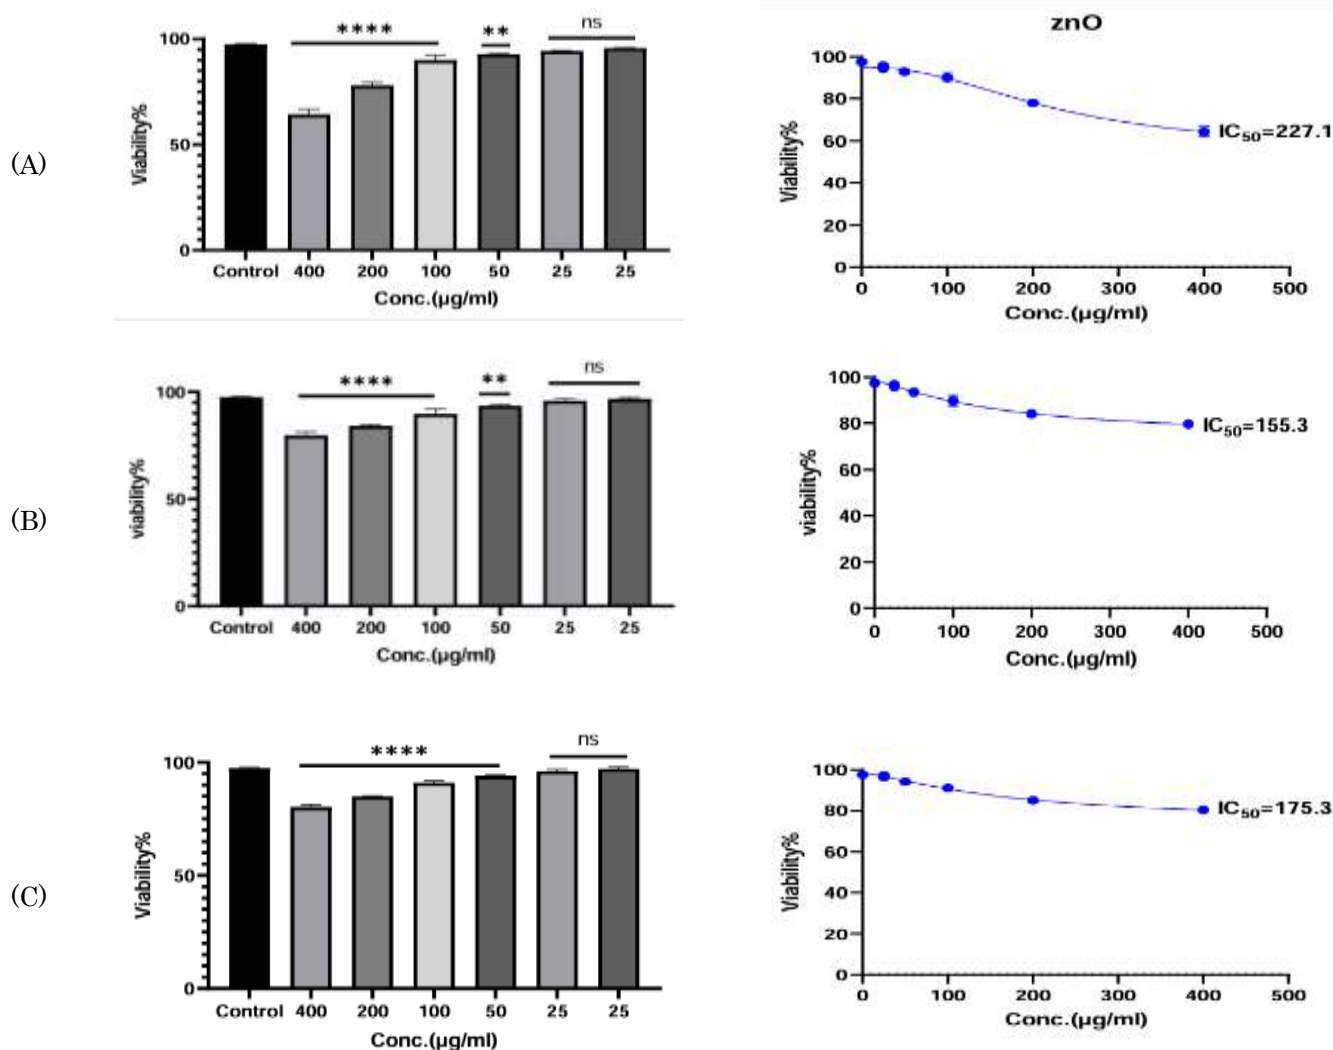 (A)
**** ** ns
100
50
0
Viability%
Control 400 200 100 50 25 25
Conc.(µg/ml)
znO
100
80
60
40
20
0
Viability%
IC50=227.1
0 100 200 300 400 500
Conc.(µg/ml)
(B)
**** ** ns
100
50
0
viability%
Control 400 200 100 50 25 25
Conc.(µg/ml)
100
80
60
40
20
0
viability%
IC50=155.3
0 100 200 300 400 500
Conc.(µg/ml)
(C)
**** ns
100
50
0
Viability%
Control 400 200 100 50 25 25
Conc.(µg/ml)
100
80
60
40
20
0
Viability%
IC50=175.3
0 100 200 300 400 500
Conc.(µg/ml)